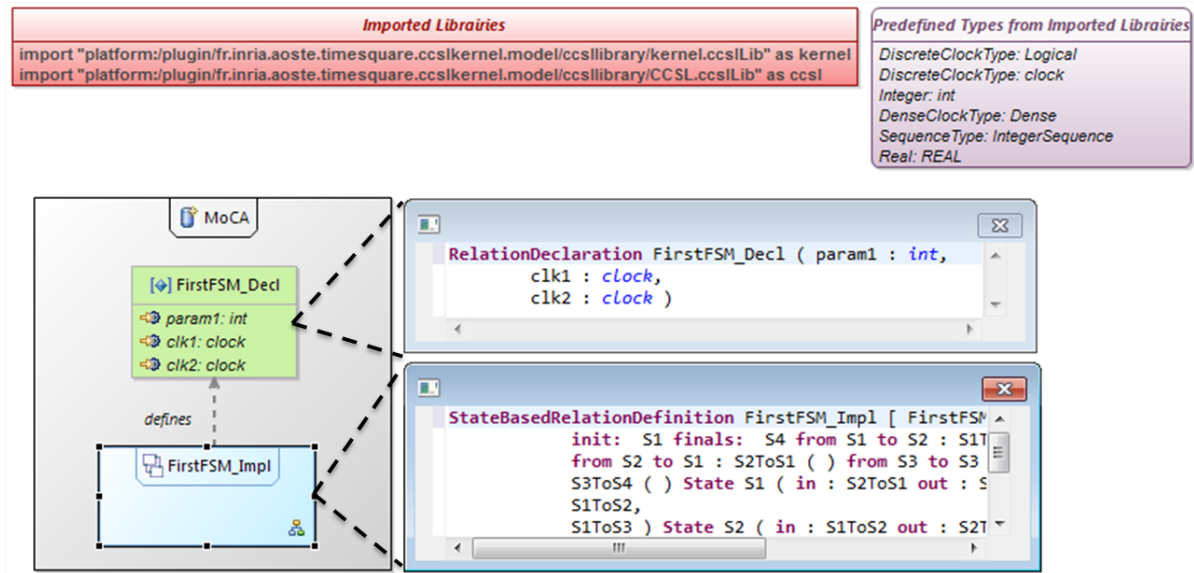 Imported Librairies
import "platform:/plugin/fr.inria.aoste.timesquare.ccslkernel.model/ccsllibrary/kernel.ccslLib" as kernel
import "platform:/plugin/fr.inria.aoste.timesquare.ccslkernel.model/ccsllibrary/CCSL.ccslLib" as ccsl
Predefined Types from Imported Librairies
DiscreteClockType: Logical
DiscreteClockType: clock
Integer: int
DenseClockType: Dense
SequenceType: IntegerSequence
Real: REAL
MoCA
FirstFSM_Decl
param1: int
clk1: clock
clk2: clock
defines
FirstFSM_Impl
RelationDeclaration FirstFSM_Decl ( param1 : int,
clk1 : clock,
clk2 : clock )
StateBasedRelationDefinition FirstFSM_Impl [ FirstFSM
init: S1 finals: S4 from S1 to S2 : S1T
from S2 to S1 : S2ToS1 ( ) from S3 to S3
S3ToS4 ( ) State S1 ( in : S2ToS1 out : S
S1ToS2,
S1ToS3 ) State S2 ( in : S1ToS2 out : S2T